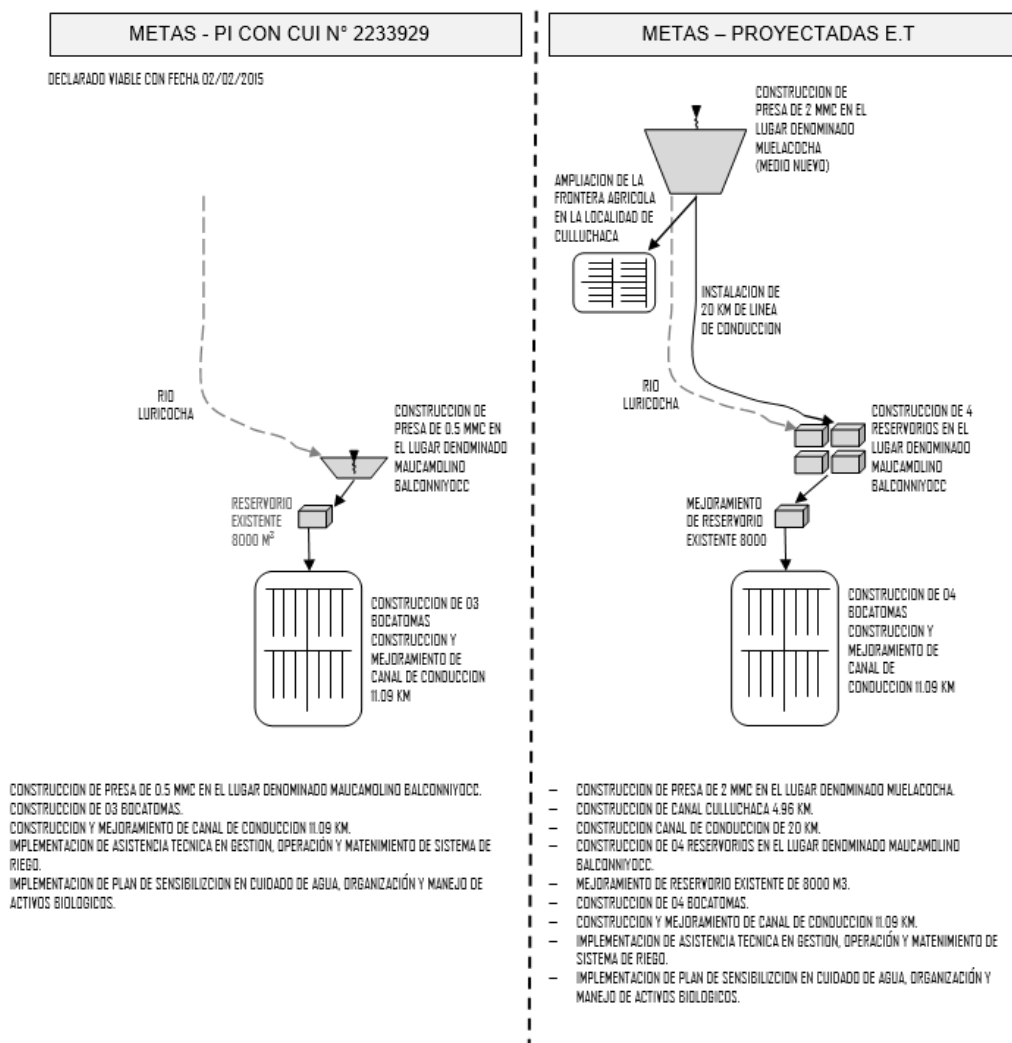 METAS - PI CON CUI N° 2233929
DECLARADO VIABLE CON FECHA 02/02/2015
RIO
LURICOCHA
CONSTRUCCION DE
PRESA DE 0.5 MMC EN
EL LUGAR DENOMINADO
MAUCAMOLINO
BALCONNIYOCC
RESERVORIO
EXISTENTE
8000 M²
CONSTRUCCION DE 03
BOCATOMAS
CONSTRUCCION Y
MEJORAMIENTO DE
CANAL DE CONDUCCION
11.09 KM
CONSTRUCCION DE PRESA DE 0.5 MMC EN EL LUGAR DENOMINADO MAUCAMOLINO BALCONNIYOCC.
CONSTRUCCION DE 03 BOCATOMAS.
CONSTRUCCION Y MEJORAMIENTO DE CANAL DE CONDUCCION 11.09 KM.
IMPLEMENTACION DE ASISTENCIA TECNICA EN GESTION, OPERACIÓN Y MATENIMIENTO DE SISTEMA DE
RIEGO.
IMPLEMENTACION DE PLAN DE SENSIBILIZCION EN CUIDADO DE AGUA, ORGANIZACIÓN Y MANEJO DE
ACTIVOS BIOLOGICOS.
METAS – PROYECTADAS E.T
CONSTRUCCION DE
PRESA DE 2 MMC EN EL
LUGAR DENOMINADO
MUELACOCHA
(MEDIO NUEVO)
AMPLIACION DE LA
FRONTERA AGRICOLA
EN LA LOCALIDAD DE
CULLUCHACA
INSTALACION DE
20 KM DE LINEA
DE CONDUCCION
RIO
LURICOCHA
CONSTRUCCION DE 4
RESERVORIOS EN EL
LUGAR DENOMINADO
MAUCAMOLINO
BALCONNIYOCC
MEJORAMIENTO
DE RESERVORIO
EXISTENTE 8000
CONSTRUCCION DE 04
BOCATOMAS
CONSTRUCCION Y
MEJORAMIENTO DE
CANAL DE
CONDUCCION 11.09 KM
– CONSTRUCCION DE PRESA DE 2 MMC EN EL LUGAR DENOMINADO MUELACOCHA.
– CONSTRUCCION DE CANAL CULLUCHACA 4.96 KM.
– CONSTRUCCION CANAL DE CONDUCCION DE 20 KM.
– CONSTRUCCION DE 04 RESERVORIOS EN EL LUGAR DENOMINADO MAUCAMOLINO
BALCONNIYOCC.
– MEJORAMIENTO DE RESERVORIO EXISTENTE DE 8000 M3.
– CONSTRUCCION DE 04 BOCATOMAS.
– CONSTRUCCION Y MEJORAMIENTO DE CANAL DE CONDUCCION 11.09 KM.
– IMPLEMENTACION DE ASISTENCIA TECNICA EN GESTION, OPERACIÓN Y MATENIMIENTO DE
SISTEMA DE RIEGO.
– IMPLEMENTACION DE PLAN DE SENSIBILIZCION EN CUIDADO DE AGUA, ORGANIZACIÓN Y
MANEJO DE ACTIVOS BIOLOGICOS.